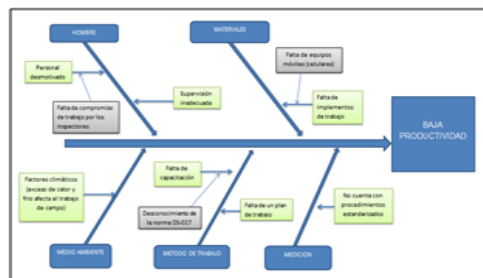 HOMBRE
MATERIALES
Personal
desmotivado
Falta de compromiso
de trabajo por los
inspectores
Supervisión
inadecuada
Falta de equipos
móviles (celulares)
Falta de
implementos de
trabajo
BAJA
PRODUCTIVIDAD
Factores climáticos
(exceso de calor y
frio afecta el trabajo
de campo)
Falta de
capacitación
Desconocimiento de
la norma DS-017
Falta de un plan de
trabajo
No cuenta con
procedimientos
estandarizados
MEDIO AMBIENTE
METODO DE TRABAJO
MEDICION